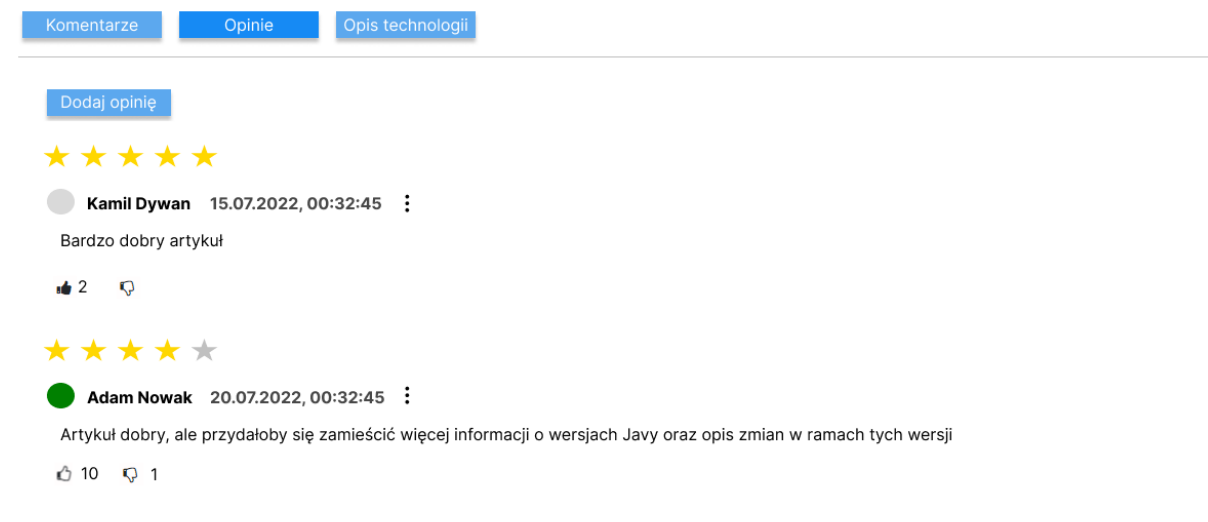 Komentarze Opinie Opis technologii
Dodaj opinię
Kamil Dywan 15.07.2022, 00:32:45
Bardzo dobry artykuł
2
Adam Nowak 20.07.2022, 00:32:45
Artykuł dobry, ale przydałoby się zamieścić więcej informacji o wersjach Javy oraz opis zmian w ramach tych wersji
10 1